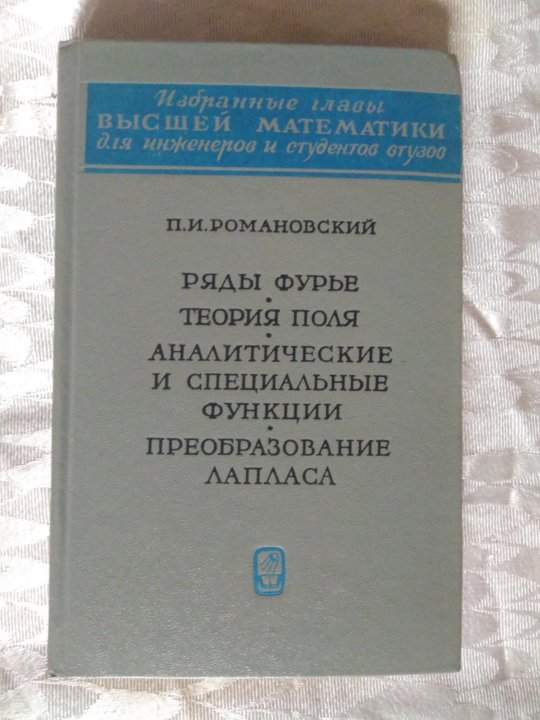 Избранные главы
ВЫСШЕЙ МАТЕМАТИКИ
для инженеров и студентов втузов
П.И.РОМАНОВСКИЙ
РЯДЫ ФУРЬЕ
•
ТЕОРИЯ ПОЛЯ
•
АНАЛИТИЧЕСКИЕ
И СПЕЦИАЛЬНЫЕ
ФУНКЦИИ
•
ПРЕОБРАЗОВАНИЕ
ЛАПЛАСА